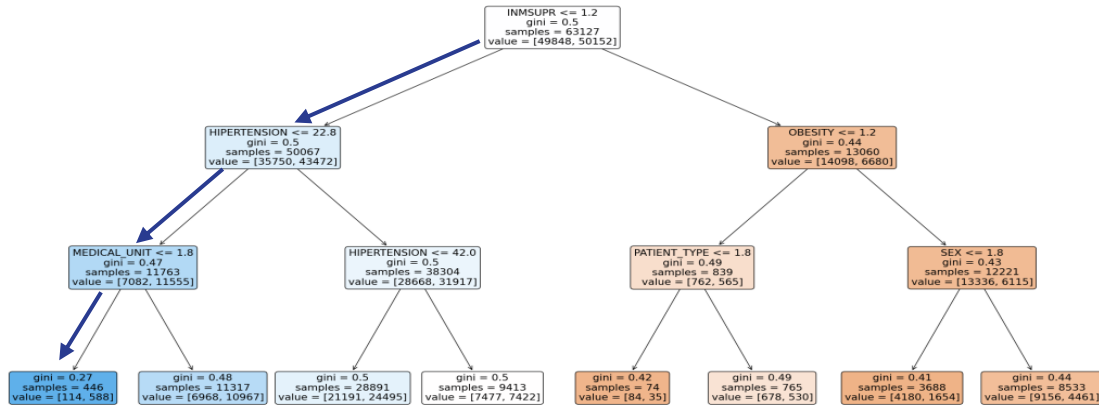 INMSUPR <= 1.2
gini = 0.5
samples = 63127
value = [49848, 50152]
HIPERTENSION <= 22.8
gini = 0.5
samples = 50067
value = [35750, 43472]
OBESITY <= 1.2
gini = 0.44
samples = 13060
value = [14098, 6680]
MEDICAL_UNIT <= 1.8
gini = 0.47
samples = 11763
value = [7082, 11555]
HIPERTENSION <= 42.0
gini = 0.5
samples = 38304
value = [28668, 31917]
PATIENT_TYPE <= 1.8
gini = 0.49
samples = 839
value = [762, 565]
SEX <= 1.8
gini = 0.43
samples = 12221
value = [13336, 6115]
gini = 0.27
samples = 446
value = [114, 588]
gini = 0.48
samples = 11317
value = [6968, 10967]
gini = 0.5
samples = 28891
value = [21191, 24495]
gini = 0.5
samples = 9413
value = [7477, 7422]
gini = 0.42
samples = 74
value = [84, 35]
gini = 0.49
samples = 765
value = [678, 530]
gini = 0.41
samples = 3688
value = [4180, 1654]
gini = 0.44
samples = 8533
value = [9156, 4461]